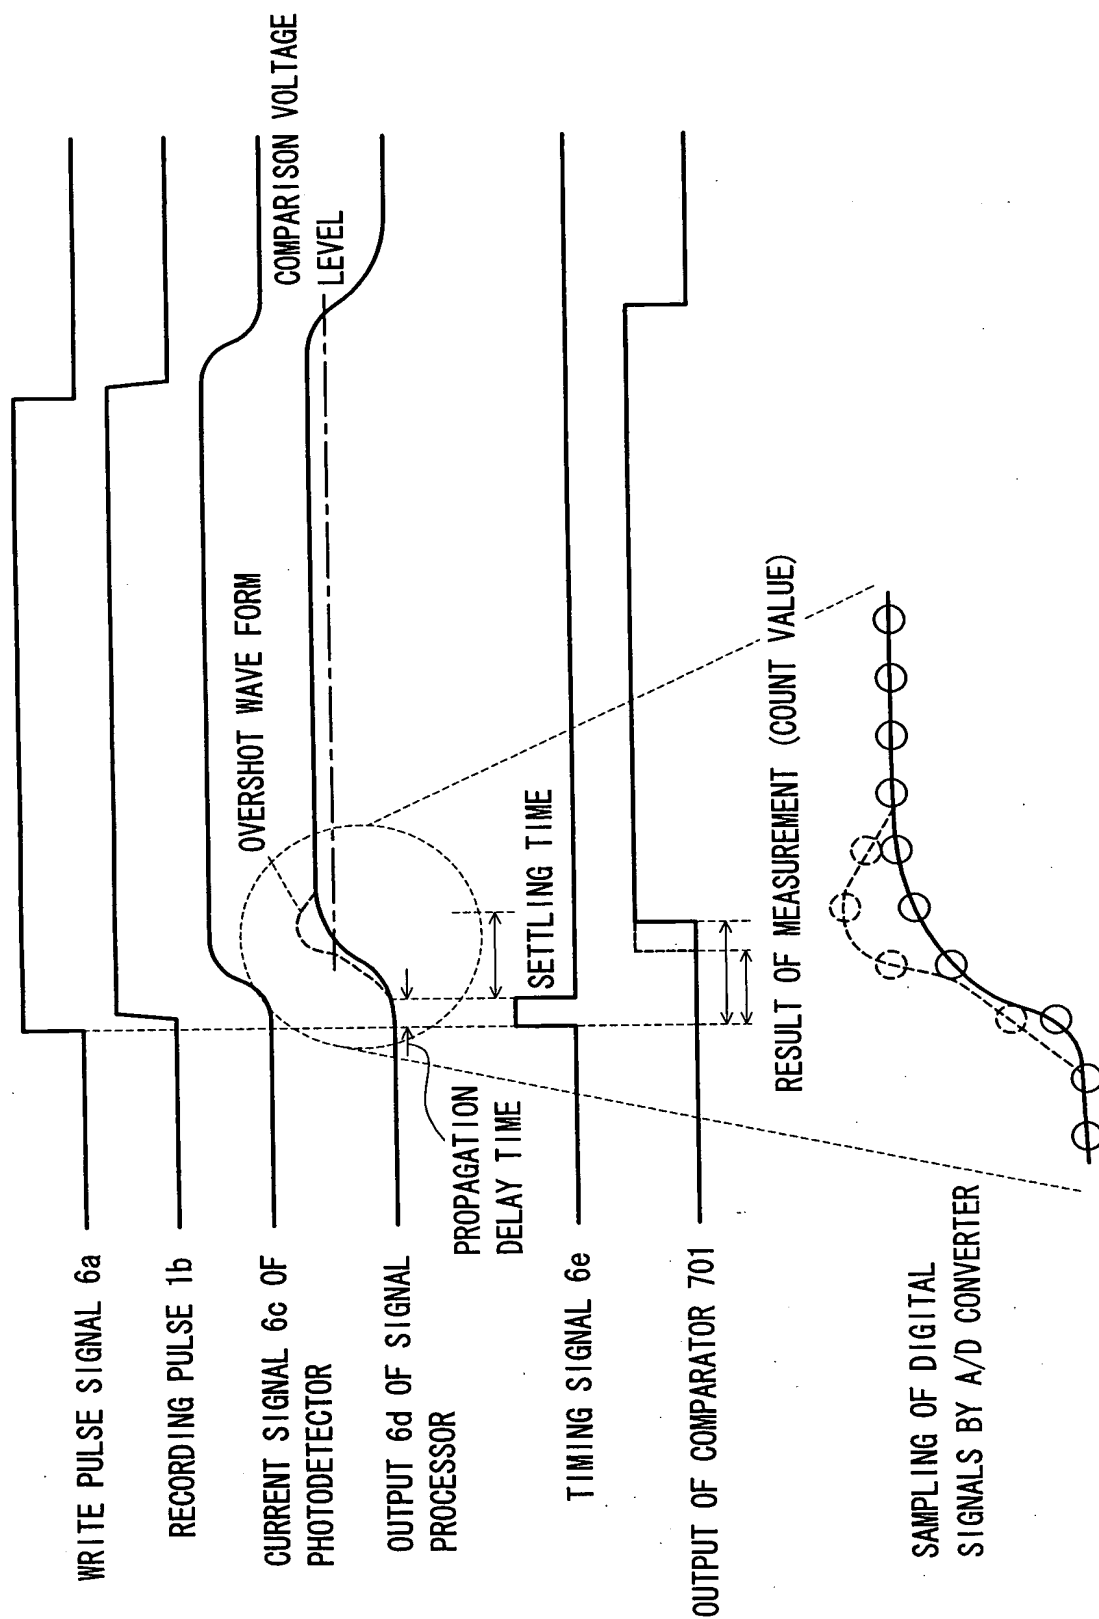 WRITE PULSE SIGNAL 6a
RECORDING PULSE 1b
CURRENT SIGNAL 6c OF
PHOTODETECTOR
OUTPUT 6d OF SIGNAL
PROCESSOR
PROPAGATION
DELAY TIME
TIMING SIGNAL 6e
OUTPUT OF COMPARATOR 701
SAMPLING OF DIGITAL
SIGNALS BY A/D CONVERTER
OVERSHOT WAVE FORM
COMPARISON VOLTAGE
LEVEL
SETTLING TIME
RESULT OF MEASUREMENT (COUNT VALUE)